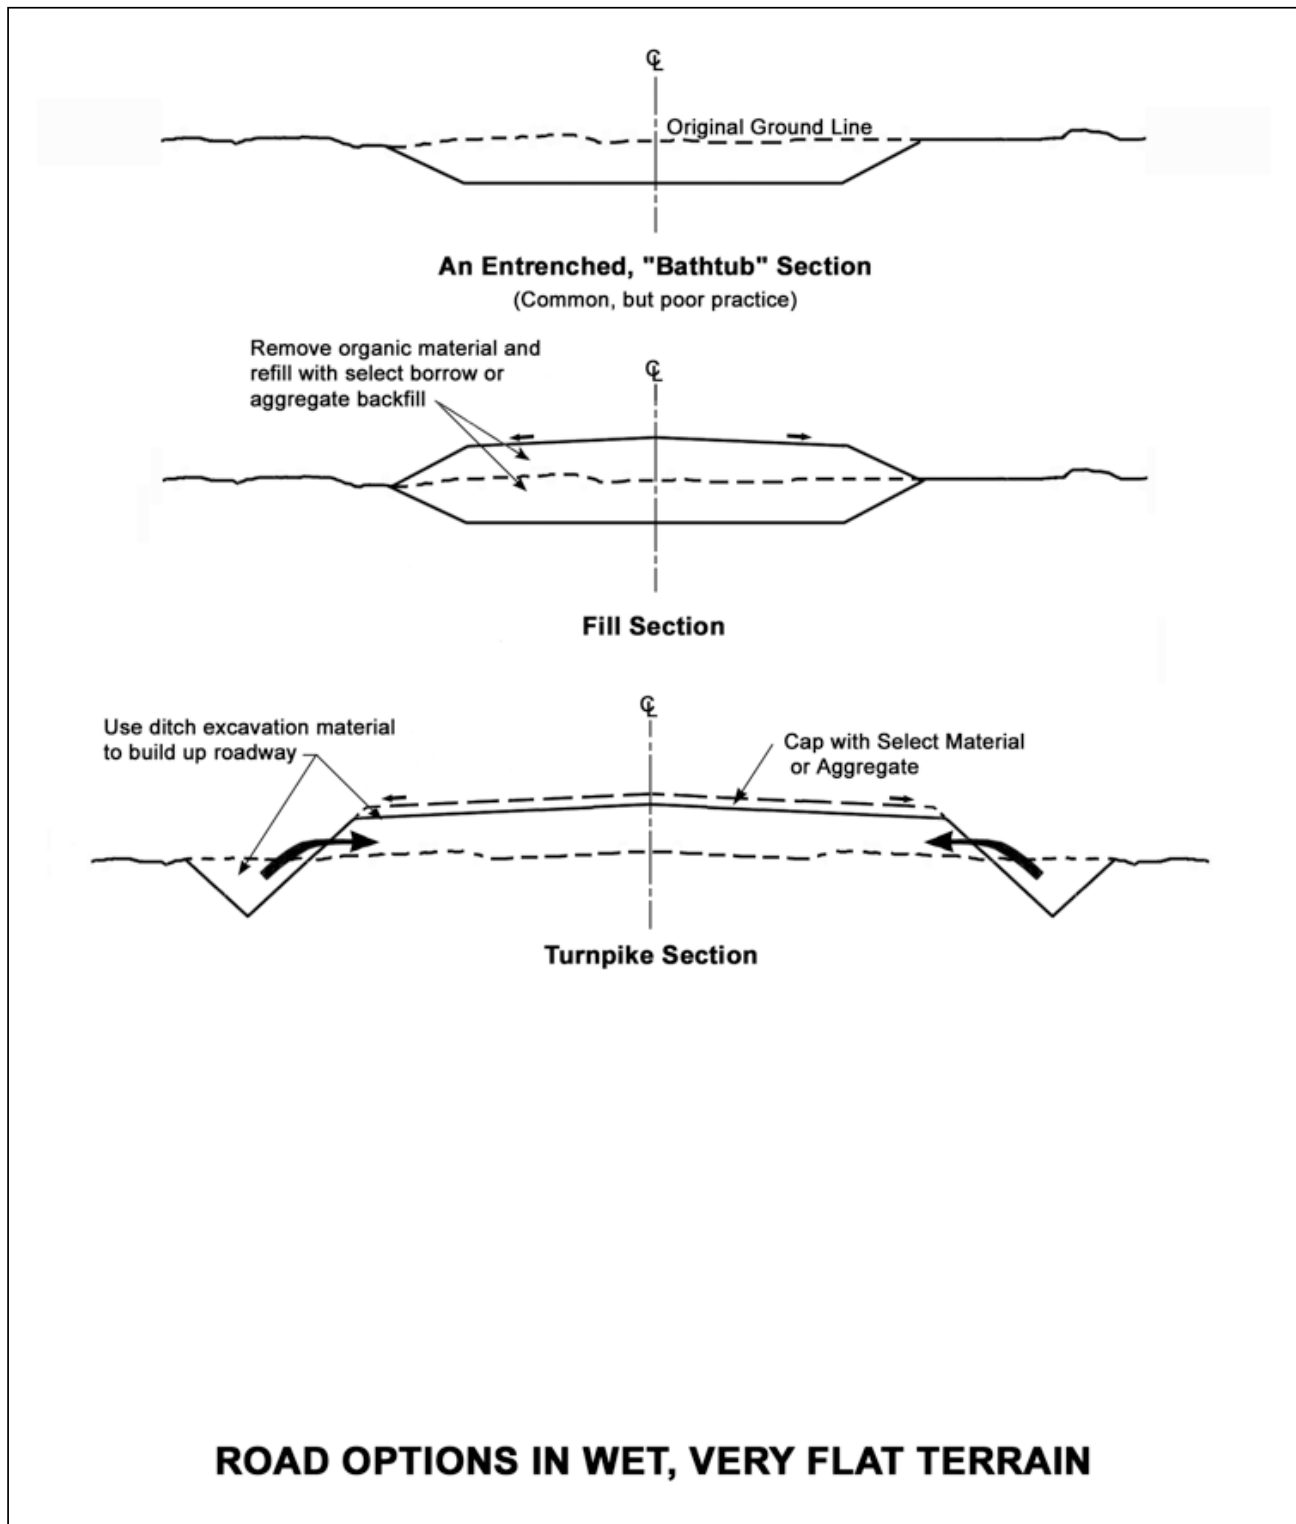 ℄
Original Ground Line
An Entrenched, "Bathtub" Section
(Common, but poor practice)
Remove organic material and
refill with select borrow or
aggregate backfill
℄
Fill Section
℄
Use ditch excavation material
to build up roadway
Cap with Select Material
or Aggregate
Turnpike Section
ROAD OPTIONS IN WET, VERY FLAT TERRAIN